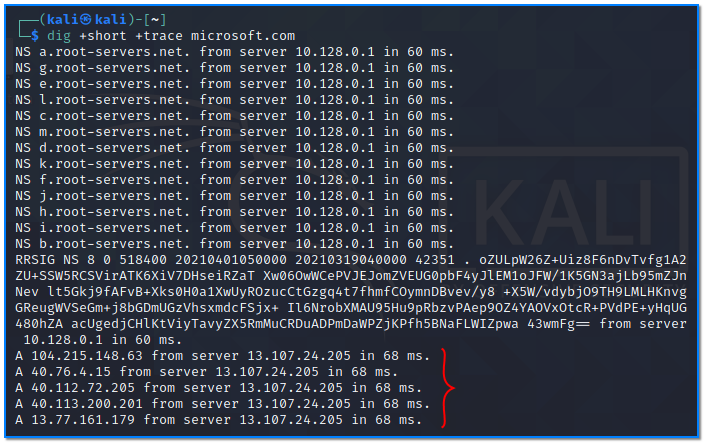 ┌──(kali㉿kali)-[~]
└─$ dig +short +trace microsoft.com
NS a.root-servers.net. from server 10.128.0.1 in 60 ms.
NS g.root-servers.net. from server 10.128.0.1 in 60 ms.
NS e.root-servers.net. from server 10.128.0.1 in 60 ms.
NS l.root-servers.net. from server 10.128.0.1 in 60 ms.
NS c.root-servers.net. from server 10.128.0.1 in 60 ms.
NS m.root-servers.net. from server 10.128.0.1 in 60 ms.
NS d.root-servers.net. from server 10.128.0.1 in 60 ms.
NS k.root-servers.net. from server 10.128.0.1 in 60 ms.
NS f.root-servers.net. from server 10.128.0.1 in 60 ms.
NS j.root-servers.net. from server 10.128.0.1 in 60 ms.
NS h.root-servers.net. from server 10.128.0.1 in 60 ms.
NS i.root-servers.net. from server 10.128.0.1 in 60 ms.
NS b.root-servers.net. from server 10.128.0.1 in 60 ms.
RRSIG NS 8 0 518400 20210401050000 20210319040000 42351 . oZULpW26Z+Uiz8F6nDvTvfg1A2
ZU+SSW5RCSVirATK6XiV7DHseiRZaT Xw06OwWCePVJEJomZVEUG0pbF4yJlEM1oJFW/1K5GN3ajLb95mZJn
Nev lt5Gkj9fAFvB+Xks0H0a1XwUyROzucCtGzgq4t7fhmfCOymnDBvev/y8 +X5W/vdybjO9TH9LMLHKnvg
GReugWVSeGm+j8bGDmUGzVhsxmdcFSjx+ Il6NrobXMAU95Hu9pRbzvPAep9OZ4YAOVxOtcR+PVdPE+yHqUG
480hZA acUgedjCHlKtViyTavyZX5RmMuCRDuADPmDaWPZjKPfh5BNaFLWIZpwa 43wmFg== from server
10.128.0.1 in 60 ms.
A 104.215.148.63 from server 13.107.24.205 in 68 ms.
A 40.76.4.15 from server 13.107.24.205 in 68 ms.
A 40.112.72.205 from server 13.107.24.205 in 68 ms.
A 40.113.200.201 from server 13.107.24.205 in 68 ms.
A 13.77.161.179 from server 13.107.24.205 in 68 ms.
KALI